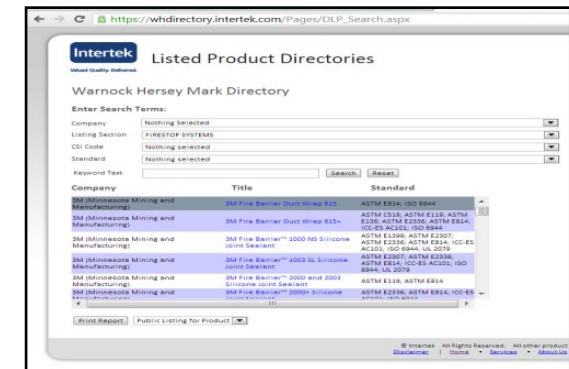 https://whdirectory.intertek.com/Pages/DLP_Search.aspx
Intertek
Valued Quality. Delivered.
Listed Product Directories
Warnock Hersey Mark Directory
Enter Search Terms:
Company Nothing Selected
Listing Section FIRESTOP SYSTEMS
CSI Code Nothing selected
Standard Nothing selected
Keyword Text Search Reset
Company Title Standard
3M (Minnesota Mining and Manufacturing) 3M Fire Barrier Duct Wrap 615 ASTM E814; ISO 6944
3M (Minnesota Mining and Manufacturing) 3M Fire Barrier Duct Wrap 615+ ASTM C518; ASTM E119; ASTM
E136; ASTM E2336; ASTM E814;
ICC-ES AC101; ISO 6944
3M (Minnesota Mining and Manufacturing) 3M Fire Barrier™ 1000 NS Silicone Joint Sealant ASTM E1399; ASTM E2307;
ASTM E2336; ASTM E814; ICC-ES
AC101; ISO 6944; UL 2079
3M (Minnesota Mining and Manufacturing) 3M Fire Barrier™ 1003 SL Silicone Joint Sealant ASTM E2307; ASTM E2336;
ASTM E814; ICC-ES AC101; ISO
6944; UL 2079
3M (Minnesota Mining and Manufacturing) 3M Fire Barrier™ 2000 and 2003 Silicone Joint Sealant ASTM E119; ASTM E814
3M (Minnesota Mining and 3M Fire Barrier™ 2000+ Silicone ASTM E2336; ASTM E814; ICC-ES
Print Report Public Listing for Product
© Intertek All Rights Reserved. All other product
Disclaimer | Home • Services • About Us